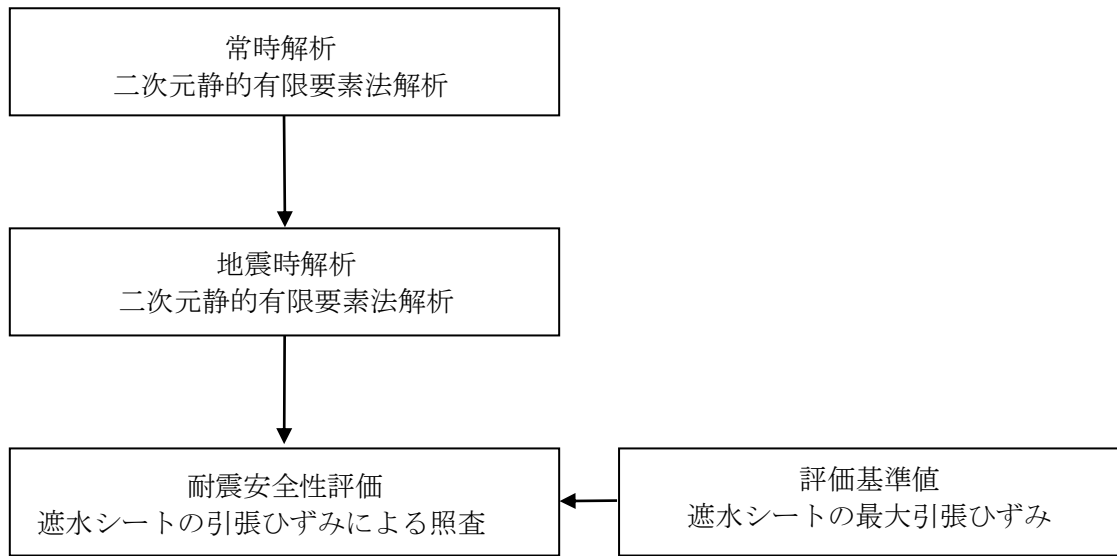 常時解析
二次元静的有限要素法解析
地震時解析
二次元静的有限要素法解析
耐震安全性評価
遮水シートの引張ひずみによる照査
評価基準値
遮水シートの最大引張ひずみ